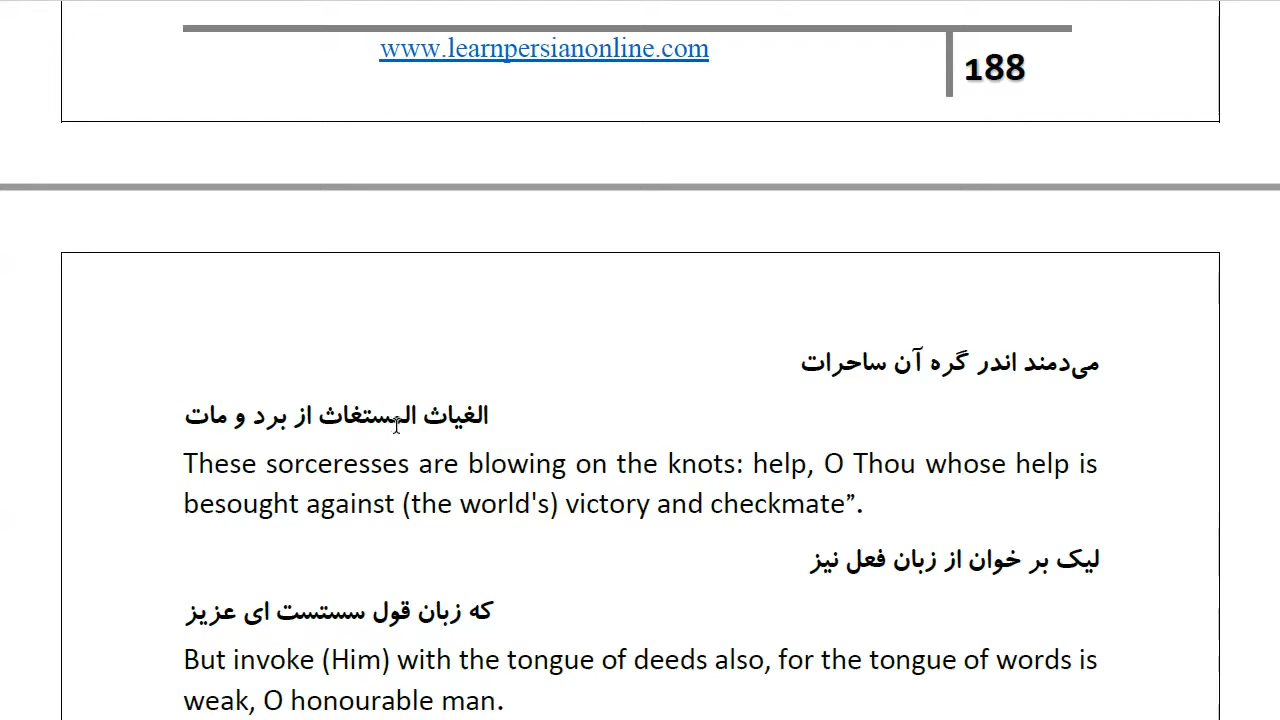 www.learnpersianonline.com
188
می‌دمند اندر گره آن ساحرات
الغیاث المستغاث از برد و مات
These sorceresses are blowing on the knots: help, O Thou whose help is
besought against (the world's) victory and checkmate”.
لیک بر خوان از زبان فعل نیز
که زبان قول سستست ای عزیز
But invoke (Him) with the tongue of deeds also, for the tongue of words is
weak, O honourable man.